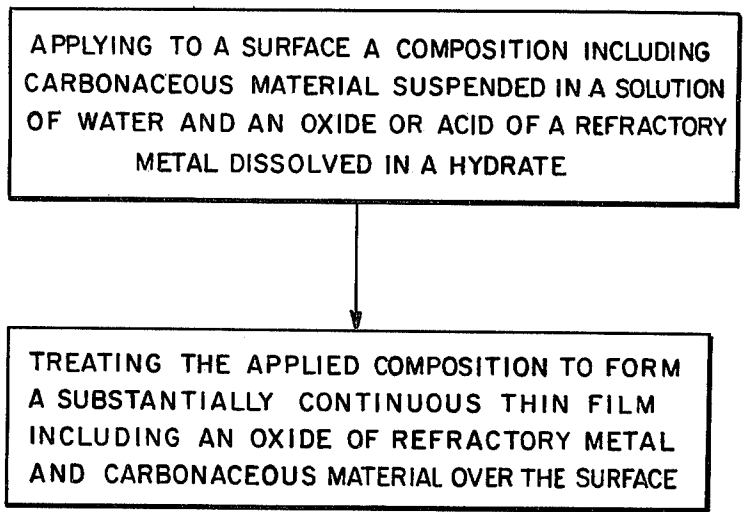 APPLYING TO A SURFACE A COMPOSITION INCLUDING
CARBONACEOUS MATERIAL SUSPENDED IN A SOLUTION
OF WATER AND AN OXIDE OR ACID OF A REFRACTORY
METAL DISSOLVED IN A HYDRATE
TREATING THE APPLIED COMPOSITION TO FORM
A SUBSTANTIALLY CONTINUOUS THIN FILM
INCLUDING AN OXIDE OF REFRACTORY METAL
AND CARBONACEOUS MATERIAL OVER THE SURFACE